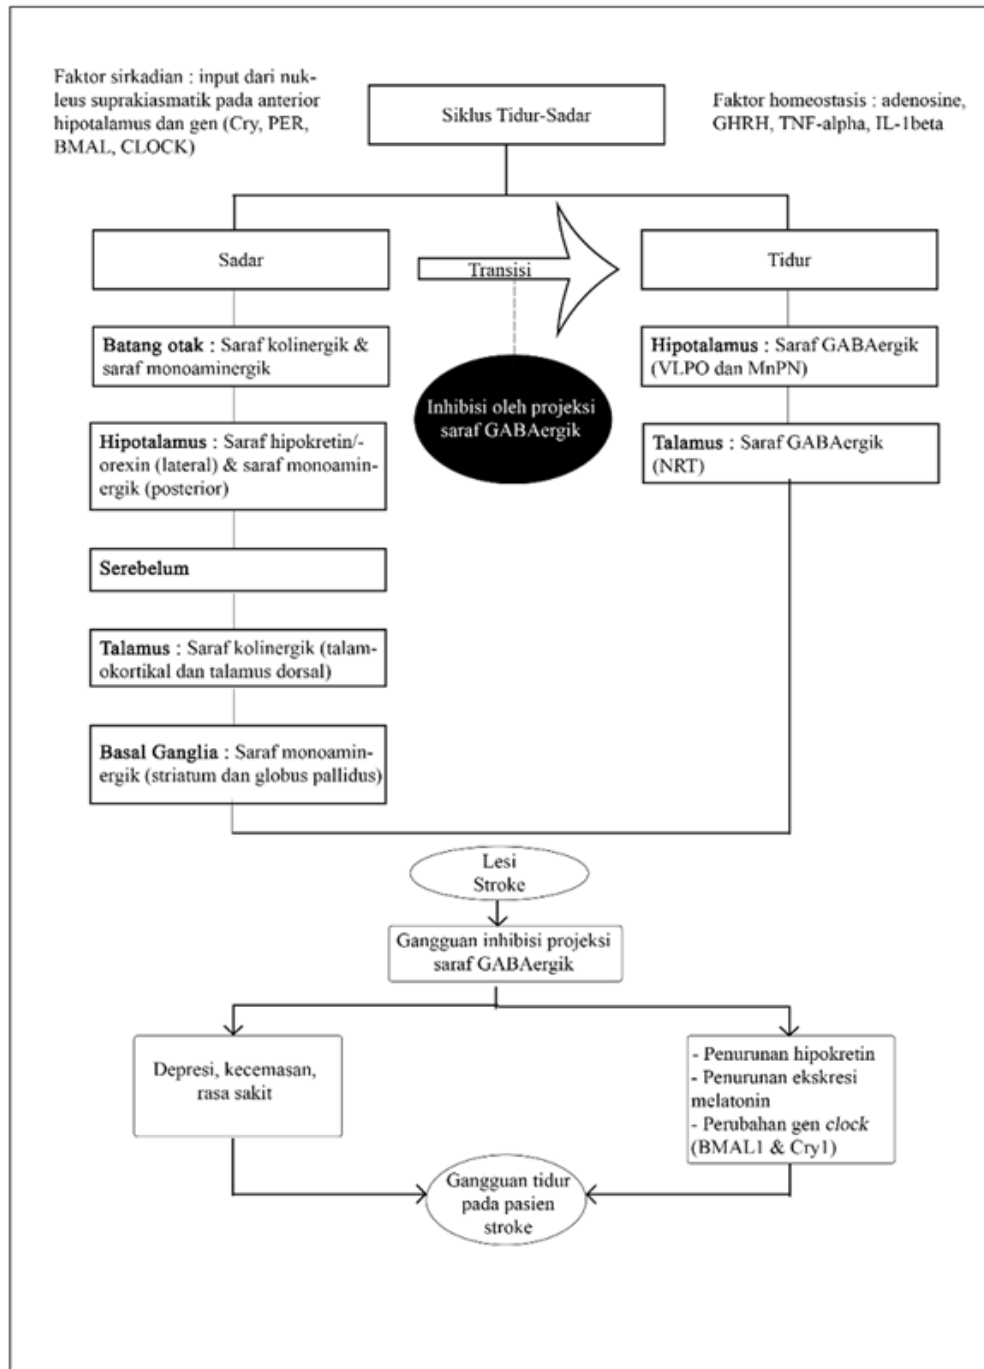 Faktor sirkadian : input dari nuk-
leus suprakiasmatik pada anterior
hipotalamus dan gen (Cry, PER,
BMAL, CLOCK)
Siklus Tidur-Sadar
Faktor homeostasis : adenosine,
GHRH, TNF-alpha, IL-1beta
Sadar
Transisi
Tidur
Batang otak : Saraf kolinergik &
saraf monoaminergik
Inhibisi oleh projeksi
saraf GABAergik
Hipotalamus : Saraf GABAergik
(VLPO dan MnPN)
Hipotalamus : Saraf hipokretin/-
orexin (lateral) & saraf monoamin-
ergik (posterior)
Talamus : Saraf GABAergik
(NRT)
Serebelum
Talamus : Saraf kolinergik (talam-
okortikal dan talamus dorsal)
Basal Ganglia : Saraf monoamin-
ergik (striatum dan globus pallidus)
Lesi
Stroke
Gangguan inhibisi projeksi
saraf GABAergik
Depresi, kecemasan,
rasa sakit
- Penurunan hipokretin
- Penurunan ekskresi
melatonin
- Perubahan gen clock
(BMAL1 & Cry1)
Gangguan tidur
pada pasien
stroke